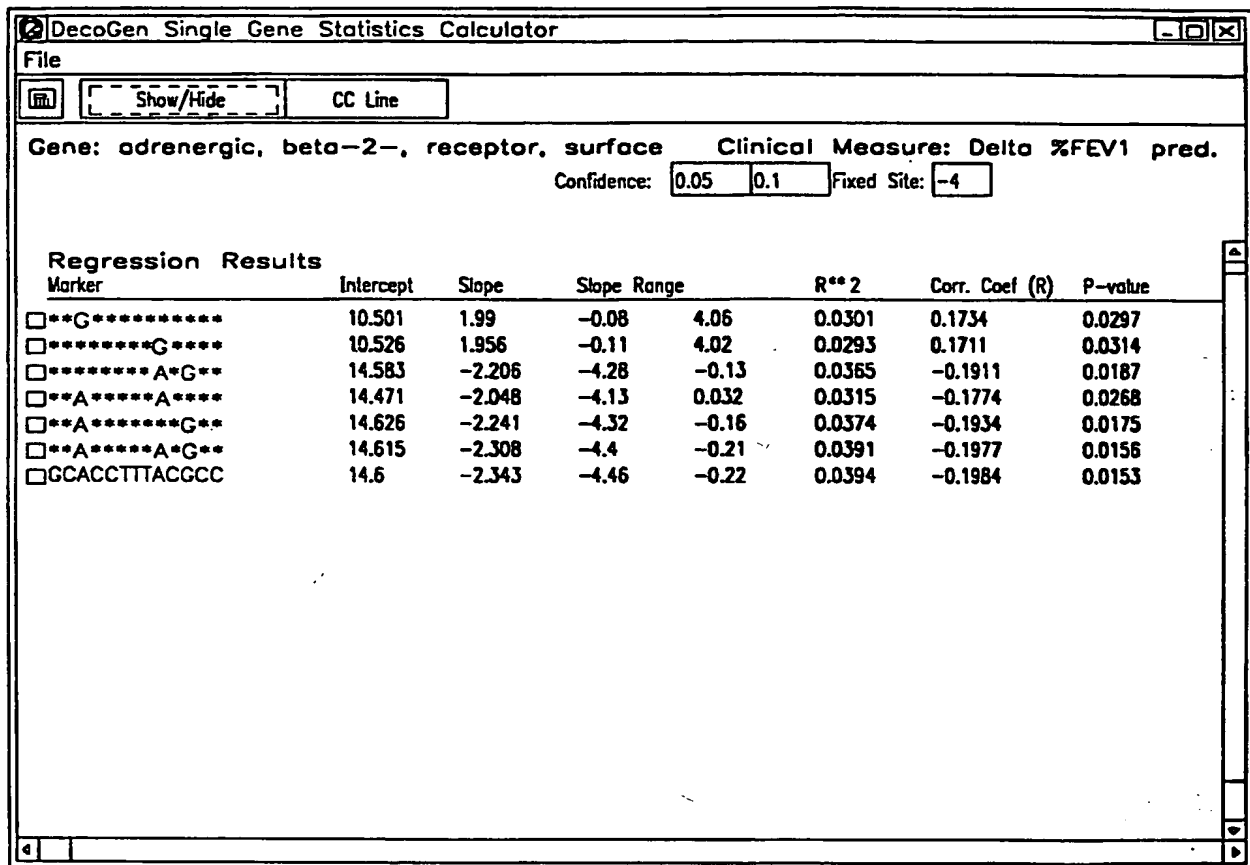 DecoGen Single Gene Statistics Calculator
File
Show/Hide CC Line
Gene: adrenergic, beta-2-, receptor, surface Clinical Measure: Delta %FEV1 pred.
Confidence: 0.05 0.1 Fixed Site: -4
Regression Results
Marker Intercept Slope Slope Range R**2 Corr. Coef (R) P-value
**G********** 10.501 1.99 -0.08 4.06 0.0301 0.1734 0.0297
********G**** 10.526 1.956 -0.11 4.02 0.0293 0.1711 0.0314
********A*G** 14.583 -2.206 -4.28 -0.13 0.0365 -0.1911 0.0187
**A*****A**** 14.471 -2.048 -4.13 0.032 0.0315 -0.1774 0.0268
**A*******G** 14.626 -2.241 -4.32 -0.16 0.0374 -0.1934 0.0175
**A*****A*G** 14.615 -2.308 -4.4 -0.21 0.0391 -0.1977 0.0156
GCACCTTTACGCC 14.6 -2.343 -4.46 -0.22 0.0394 -0.1984 0.0153